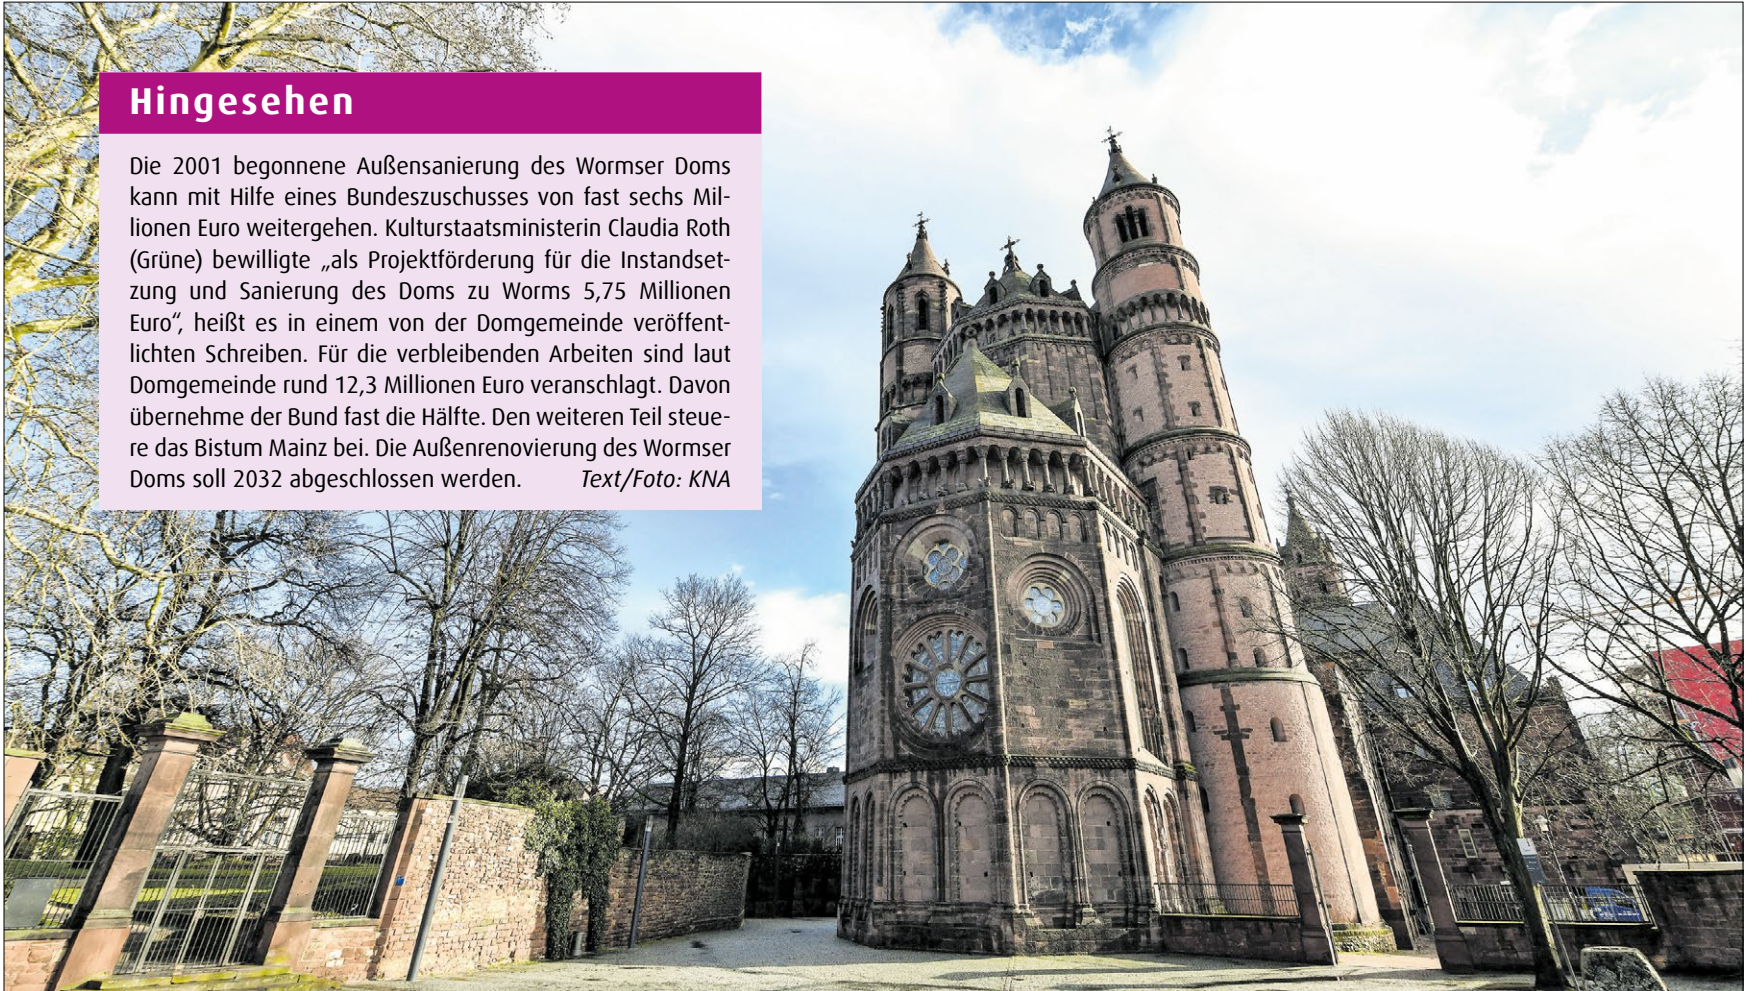 Hingesehen
Die 2001 begonnene Außensanierung des Wormser Doms
kann mit Hilfe eines Bundeszuschusses von fast sechs Mil-
lionen Euro weitergehen. Kulturstaatsministerin Claudia Roth
(Grüne) bewilligte „als Projektförderung für die Instandset-
zung und Sanierung des Doms zu Worms 5,75 Millionen
Euro“, heißt es in einem von der Domgemeinde veröffent-
lichten Schreiben. Für die verbleibenden Arbeiten sind laut
Domgemeinde rund 12,3 Millionen Euro veranschlagt. Davon
übernehme der Bund fast die Hälfte. Den weiteren Teil steue-
re das Bistum Mainz bei. Die Außenrenovierung des Wormser
Doms soll 2032 abgeschlossen werden. Text/Foto: KNA